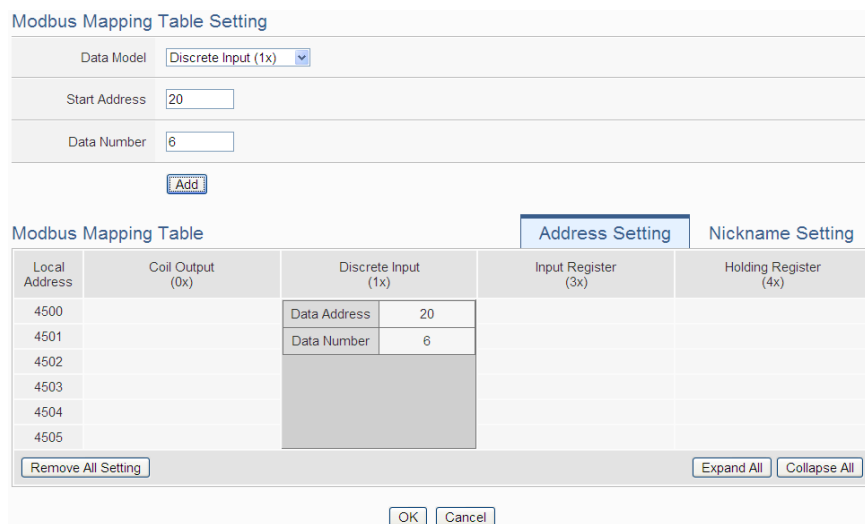 Modbus Mapping Table Setting
Data Model Discrete Input (1x)
Start Address 20
Data Number 6
Add
Modbus Mapping Table Address Setting Nickname Setting
Local Address Coil Output (0x) Discrete Input (1x) Input Register (3x) Holding Register (4x)
4500 Data Address 20
4501 Data Number 6
4502
4503
4504
4505
Remove All Setting Expand All Collapse All
OK Cancel